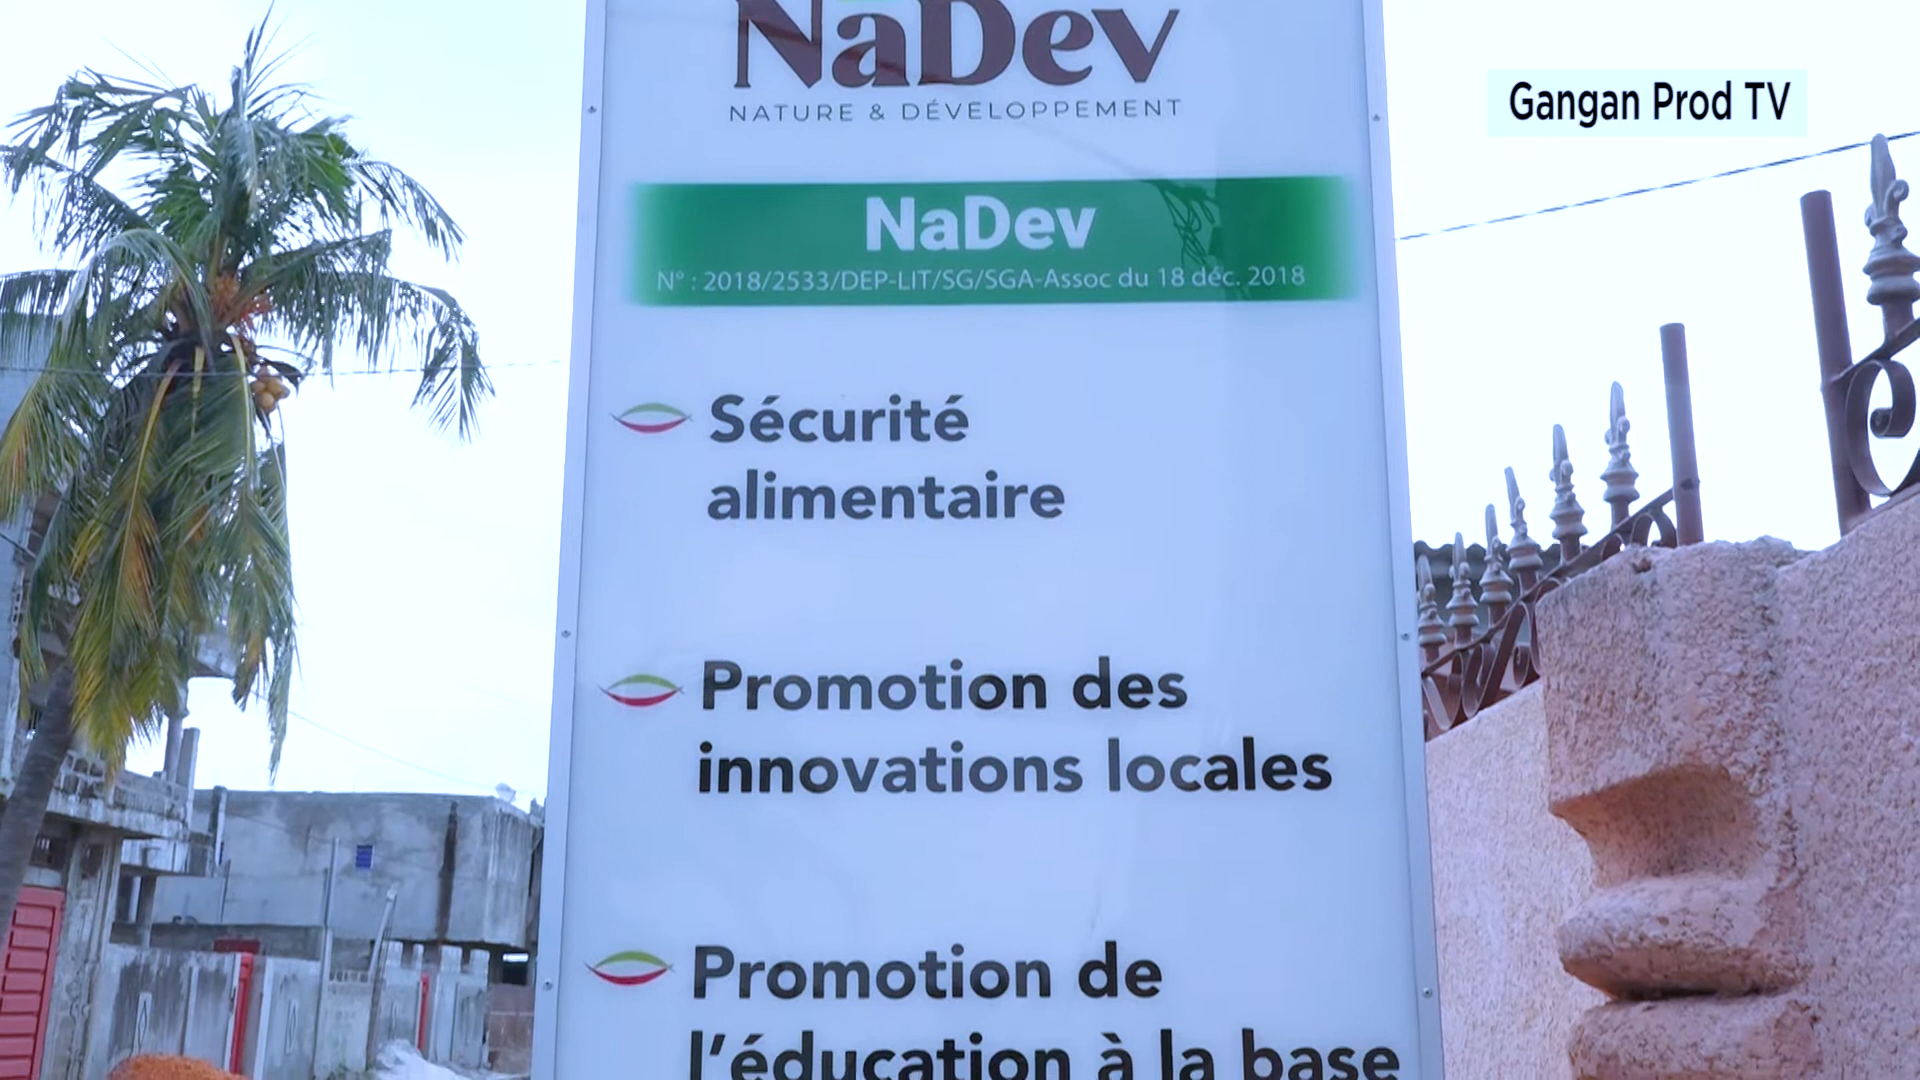 NaDev
NATURE & DÉVELOPPEMENT
Gangan Prod TV
NaDev
N° : 2018/2533/DEP-LIT/SG/SGA-Assoc du 18 déc. 2018
Sécurité
alimentaire
Promotion des
innovations locales
Promotion de
l'éducation à la base